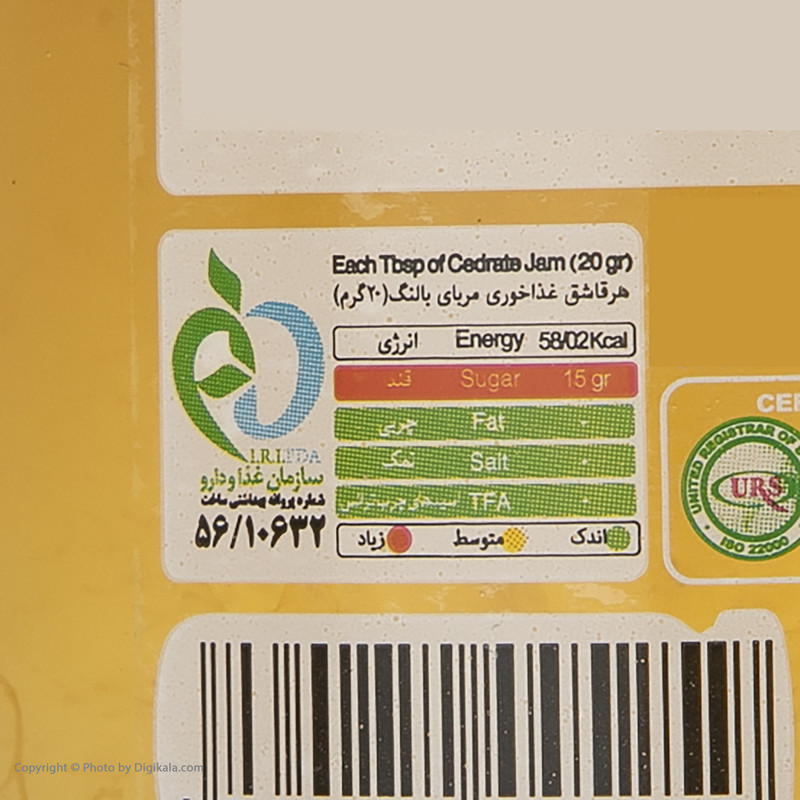 Each Tbsp of Cedrate Jam (20 gr)
هرقاشق غذاخوری مربای بالنگ(۲۰گرم)
انرژی Energy 58/02Kcal
قند Sugar 15 gr
چربی Fat -
نمک Salt -
اسیدهای چرب ترانس TFA -
زیاد متوسط اندک
I.R.I.FDA
سازمان غذا و دارو
شماره پروانه بهداشتی ساخت
۵۶/۱۰۶۳۲
CE
UNITED REGISTRAR OF
URS
ISO 22000
Copyright © Photo by Digikala.com